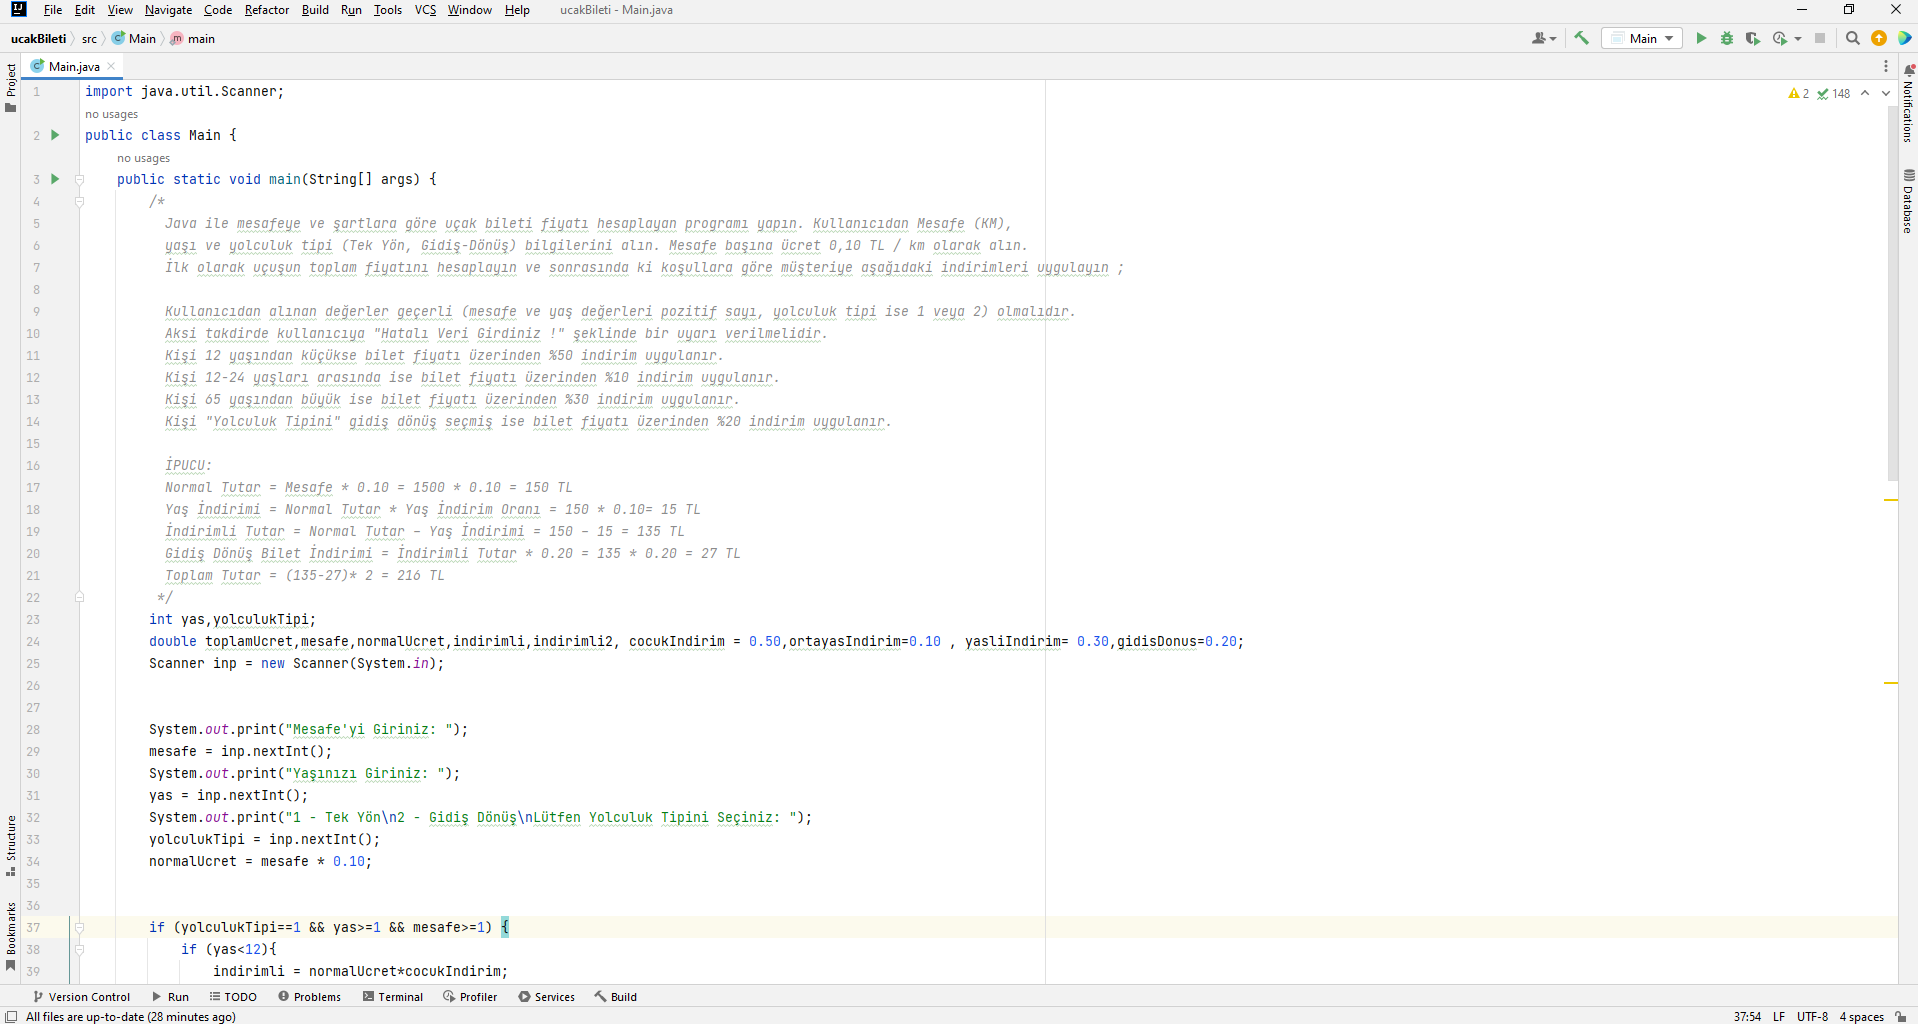 File Edit View Navigate Code Refactor Build Run Tools VCS Window Help ucakBileti - Main.java
ucakBileti src Main main Main
Main.java
Project
Notifications
Database
Structure
Bookmarks
2 148
1 import java.util.Scanner;
no usages
2 public class Main {
no usages
3 public static void main(String[] args) {
4 /*
5 Java ile mesafeye ve şartlara göre uçak bileti fiyatı hesaplayan programı yapın. Kullanıcıdan Mesafe (KM),
6 yaşı ve yolculuk tipi (Tek Yön, Gidiş-Dönüş) bilgilerini alın. Mesafe başına ücret 0,10 TL / km olarak alın.
7 İlk olarak uçuşun toplam fiyatını hesaplayın ve sonrasında ki koşullara göre müşteriye aşağıdaki indirimleri uygulayın ;
8
9 Kullanıcıdan alınan değerler geçerli (mesafe ve yaş değerleri pozitif sayı, yolculuk tipi ise 1 veya 2) olmalıdır.
10 Aksi takdirde kullanıcıya "Hatalı Veri Girdiniz !" şeklinde bir uyarı verilmelidir.
11 Kişi 12 yaşından küçükse bilet fiyatı üzerinden %50 indirim uygulanır.
12 Kişi 12-24 yaşları arasında ise bilet fiyatı üzerinden %10 indirim uygulanır.
13 Kişi 65 yaşından büyük ise bilet fiyatı üzerinden %30 indirim uygulanır.
14 Kişi "Yolculuk Tipini" gidiş dönüş seçmiş ise bilet fiyatı üzerinden %20 indirim uygulanır.
15
16 İPUCU:
17 Normal Tutar = Mesafe * 0.10 = 1500 * 0.10 = 150 TL
18 Yaş İndirimi = Normal Tutar * Yaş İndirim Oranı = 150 * 0.10= 15 TL
19 İndirimli Tutar = Normal Tutar – Yaş İndirimi = 150 – 15 = 135 TL
20 Gidiş Dönüş Bilet İndirimi = İndirimli Tutar * 0.20 = 135 * 0.20 = 27 TL
21 Toplam Tutar = (135-27)* 2 = 216 TL
22 */
23 int yas,yolculukTipi;
24 double toplamUcret,mesafe,normalUcret,indirimli,indirimli2, cocukIndirim = 0.50,ortayasIndirim=0.10 , yasliIndirim= 0.30,gidisDonus=0.20;
25 Scanner inp = new Scanner(System.in);
26
27
28 System.out.print("Mesafe'yi Giriniz: ");
29 mesafe = inp.nextInt();
30 System.out.print("Yaşınızı Giriniz: ");
31 yas = inp.nextInt();
32 System.out.print("1 - Tek Yön\n2 - Gidiş Dönüş\nLütfen Yolculuk Tipini Seçiniz: ");
33 yolculukTipi = inp.nextInt();
34 normalUcret = mesafe * 0.10;
35
36
37 if (yolculukTipi==1 && yas>=1 && mesafe>=1) {
38 if (yas<12){
39 indirimli = normalUcret*cocukIndirim;
Version Control Run TODO Problems Terminal Profiler Services Build
All files are up-to-date (28 minutes ago) 37:54 LF UTF-8 4 spaces